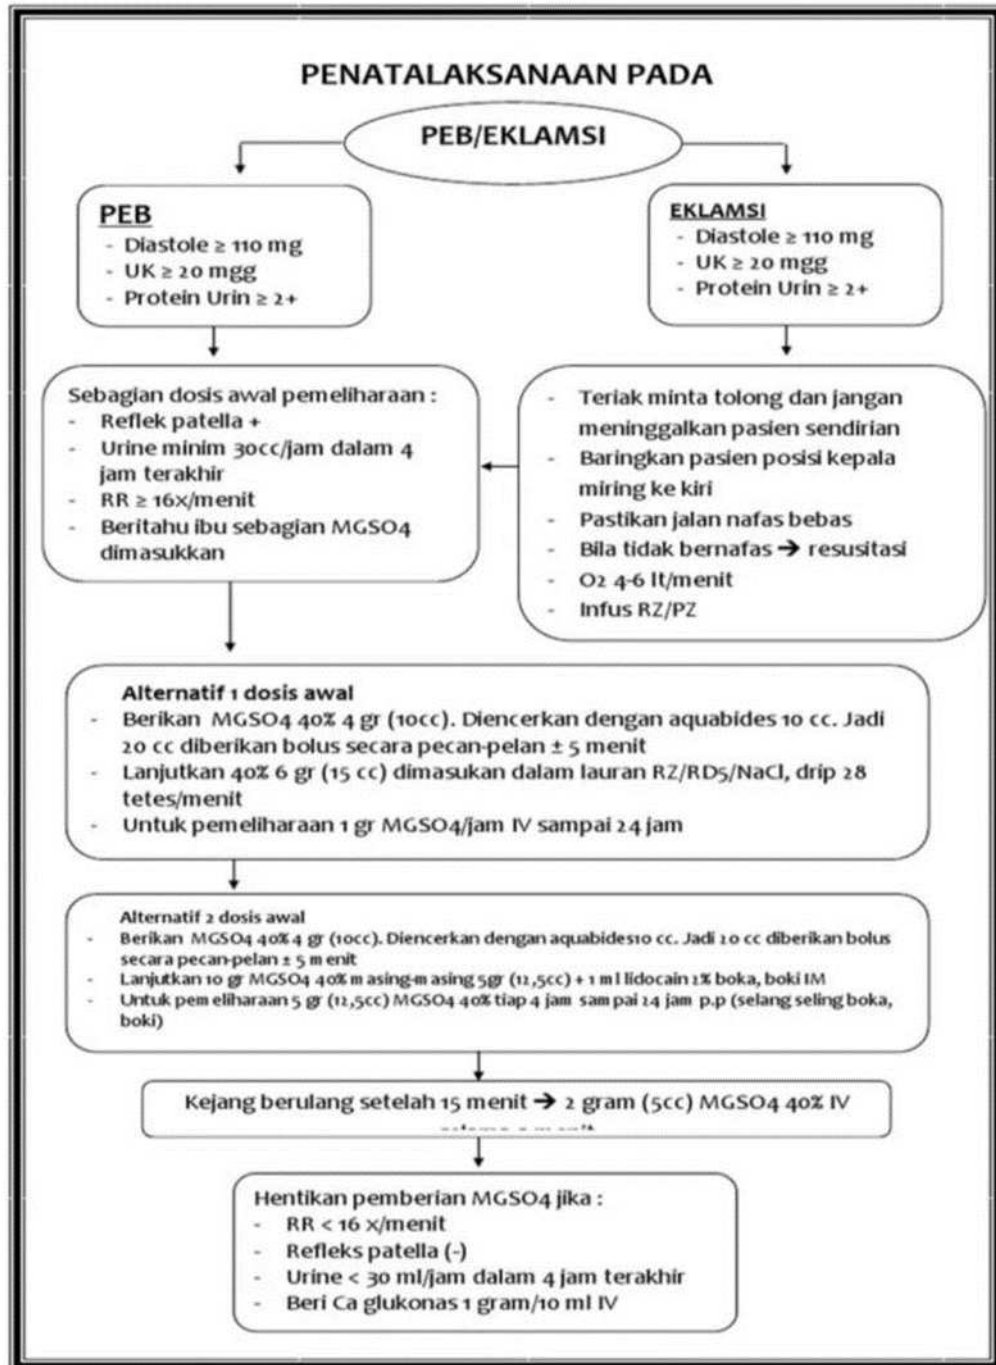 PENATALAKSANAAN PADA
PEB/EKLAMSI
PEB
- Diastole ≥ 110 mg
- UK ≥ 20 mgg
- Protein Urin ≥ 2+
EKLAMSI
- Diastole ≥ 110 mg
- UK ≥ 20 mgg
- Protein Urin ≥ 2+
Sebagian dosis awal pemeliharaan :
- Reflek patella +
- Urine minim 30cc/jam dalam 4
jam terakhir
- RR ≥ 16x/menit
- Beritahu ibu sebagian MGSO4
dimasukkan
- Teriak minta tolong dan jangan
meninggalkan pasien sendirian
- Baringkan pasien posisi kepala
miring ke kiri
- Pastikan jalan nafas bebas
- Bila tidak bernafas → resusitasi
- O2 4-6 lt/menit
- Infus RZ/PZ
Alternatif 1 dosis awal
- Berikan MGSO4 40% 4 gr (10cc). Diencerkan dengan aquabides 10 cc. Jadi
20 cc diberikan bolus secara pecan-pelan ± 5 menit
- Lanjutkan 40% 6 gr (15 cc) dimasukan dalam lauran RZ/RD5/NaCl, drip 28
tetes/menit
- Untuk pemeliharaan 1 gr MGSO4/jam IV sampai 24 jam
Alternatif 2 dosis awal
- Berikan MGSO4 40% 4 gr (10cc). Diencerkan dengan aquabides10 cc. Jadi 20 cc diberikan bolus
secara pecan-pelan ± 5 menit
- Lanjutkan 10 gr MGSO4 40% masing-masing 5gr (12,5cc) + 1 ml lidocain 2% boka, boki IM
- Untuk pemeliharaan 5 gr (12,5cc) MGSO4 40% tiap 4 jam sampai 24 jam p.p (selang seling boka,
boki)
Kejang berulang setelah 15 menit → 2 gram (5cc) MGSO4 40% IV
Hentikan pemberian MGSO4 jika :
- RR < 16 x/menit
- Refleks patella (-)
- Urine < 30 ml/jam dalam 4 jam terakhir
- Beri Ca glukonas 1 gram/10 ml IV